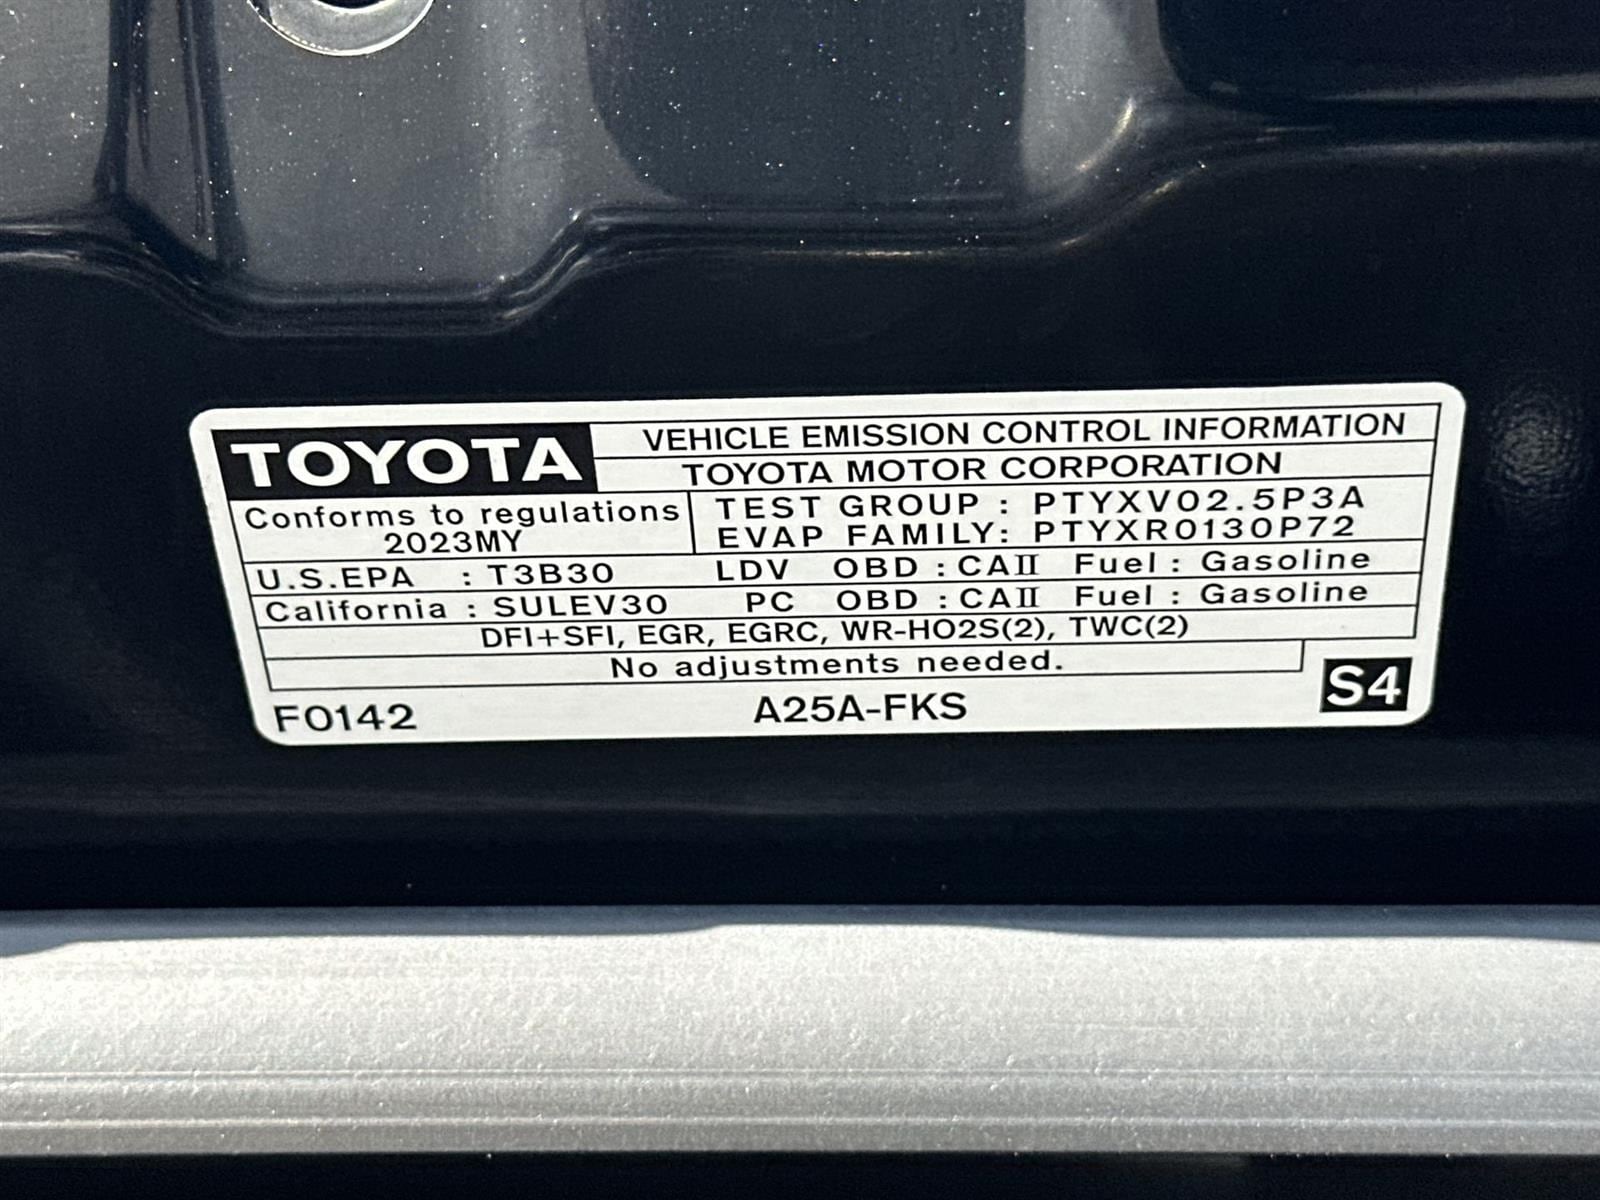 TOYOTA
VEHICLE EMISSION CONTROL INFORMATION
TOYOTA MOTOR CORPORATION
Conforms to regulations
2023MY
TEST GROUP : PTYXV02.5P3A
EVAP FAMILY: PTYXR0130P72
U.S.EPA : T3B30 LDV OBD : CAII Fuel : Gasoline
California : SULEV30 PC OBD : CAII Fuel : Gasoline
DFI+SFI, EGR, EGRC, WR-HO2S(2), TWC(2)
No adjustments needed.
F0142 A25A-FKS S4